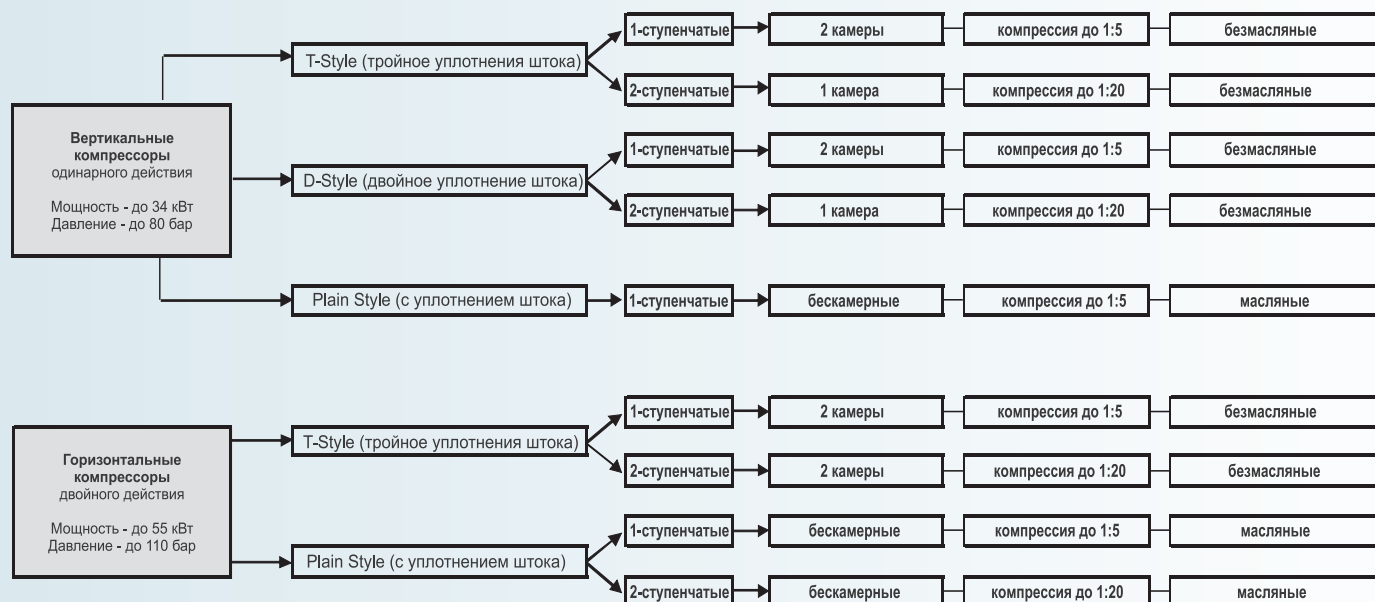 1-ступенчатые 2 камеры компрессия до 1:5 безмасляные
T-Style (тройное уплотнения штока)
2-ступенчатые 1 камера компрессия до 1:20 безмасляные
Вертикальные
компрессоры
одинарного действия
Мощность - до 34 кВт
Давление - до 80 бар
1-ступенчатые 2 камеры компрессия до 1:5 безмасляные
D-Style (двойное уплотнение штока)
2-ступенчатые 1 камера компрессия до 1:20 безмасляные
Plain Style (с уплотнением штока) 1-ступенчатые бескамерные компрессия до 1:5 масляные
1-ступенчатые 2 камеры компрессия до 1:5 безмасляные
T-Style (тройное уплотнения штока)
2-ступенчатые 2 камеры компрессия до 1:20 безмасляные
Горизонтальные
компрессоры
двойного действия
Мощность - до 55 кВт
Давление - до 110 бар
1-ступенчатые бескамерные компрессия до 1:5 масляные
Plain Style (с уплотнением штока)
2-ступенчатые бескамерные компрессия до 1:20 масляные